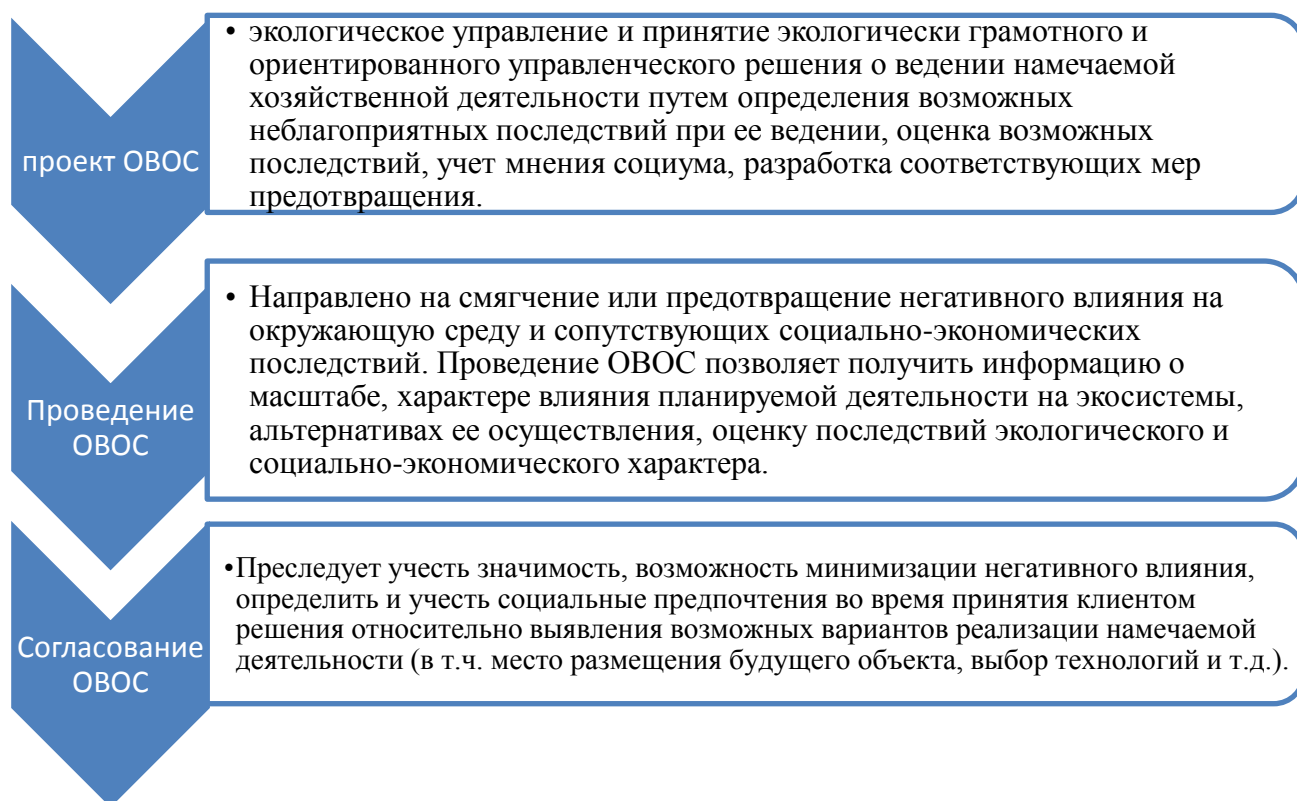 проект ОВОС
• экологическое управление и принятие экологически грамотного и
ориентированного управленческого решения о ведении намечаемой
хозяйственной деятельности путем определения возможных
неблагоприятных последствий при ее ведении, оценка возможных
последствий, учет мнения социума, разработка соответствующих мер
предотвращения.
Проведение
ОВОС
• Направлено на смягчение или предотвращение негативного влияния на
окружающую среду и сопутствующих социально-экономических
последствий. Проведение ОВОС позволяет получить информацию о
масштабе, характере влияния планируемой деятельности на экосистемы,
альтернативах ее осуществления, оценку последствий экологического и
социально-экономического характера.
Согласование
ОВОС
•Преследует учесть значимость, возможность минимизации негативного влияния,
определить и учесть социальные предпочтения во время принятия клиентом
решения относительно выявления возможных вариантов реализации намечаемой
деятельности (в т.ч. место размещения будущего объекта, выбор технологий и т.д.).